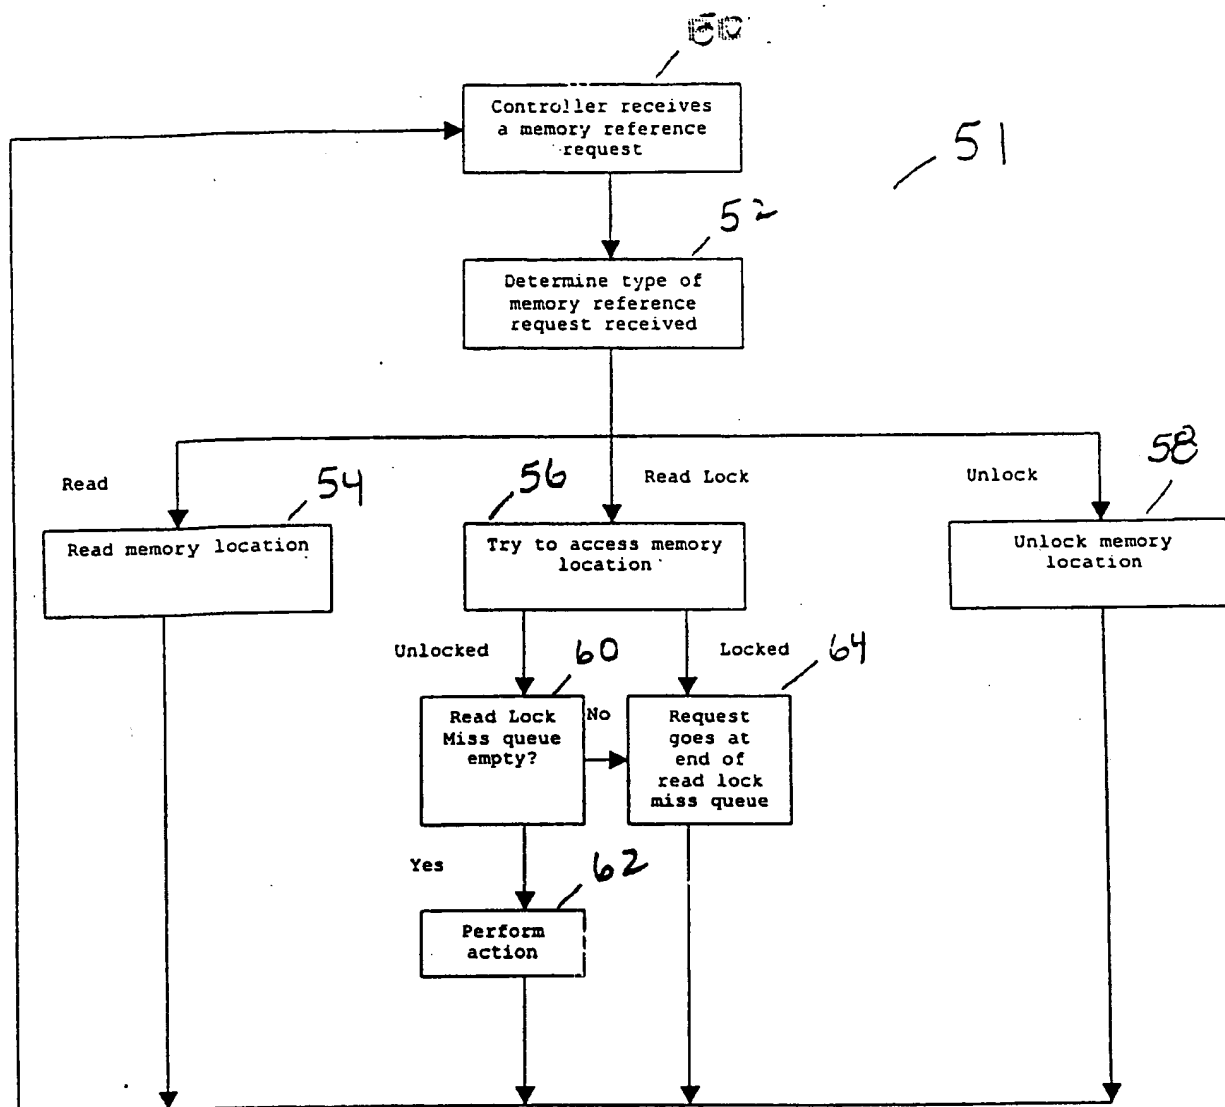 Controller receives
a memory reference
request
51
52
Determine type of
memory reference
request received
Read
54
56
Read Lock
Unlock
58
Read memory location
Try to access memory
location
Unlock memory
location
Unlocked
60
Locked
64
Read Lock
Miss queue
empty?
No
Request
goes at
end of
read lock
miss queue
Yes
62
Perform
action